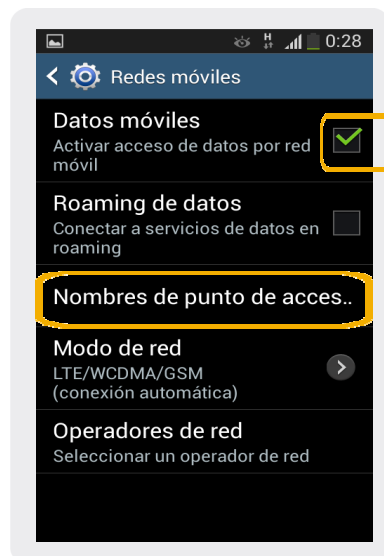 H 0:28
Redes móviles
Datos móviles
Activar acceso de datos por red
móvil
Roaming de datos
Conectar a servicios de datos en
roaming
Nombres de punto de acces..
Modo de red
LTE/WCDMA/GSM
(conexión automática)
Operadores de red
Seleccionar un operador de red